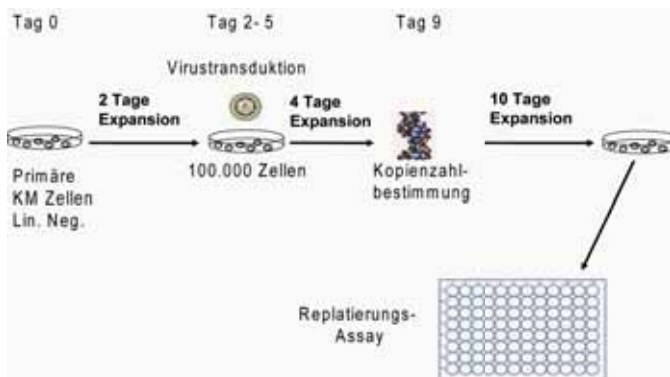 Tag 0
Tag 2- 5
Tag 9
Virustransduktion
2 Tage
Expansion
4 Tage
Expansion
10 Tage
Expansion
Primäre
KM Zellen
Lin. Neg.
100.000 Zellen
Kopienzahl-
bestimmung
Replatierungs-
Assay